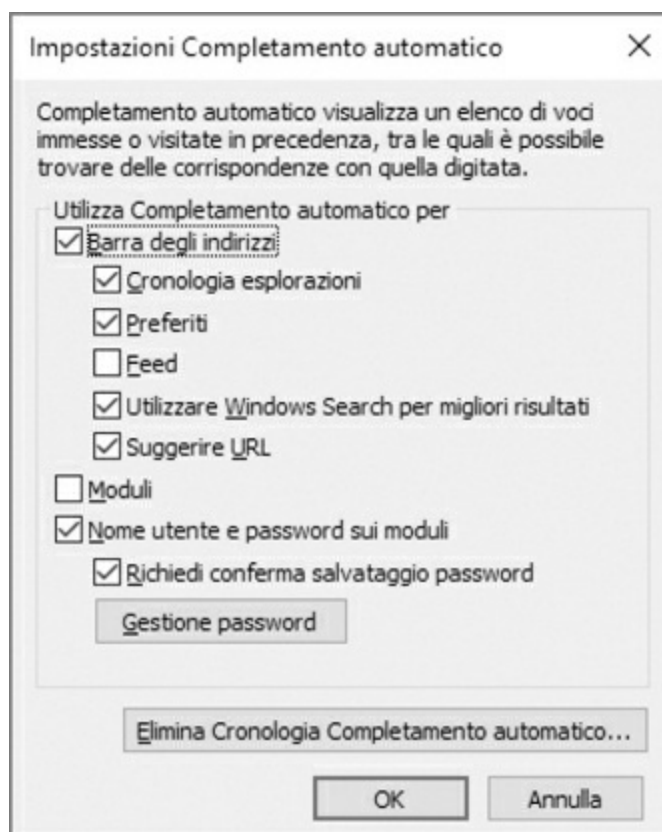 Impostazioni Completamento automatico
Completamento automatico visualizza un elenco di voci
immesse o visitate in precedenza, tra le quali è possibile
trovare delle corrispondenze con quella digitata.
Utilizza Completamento automatico per
Barra degli indirizzi
Cronologia esplorazioni
Preferiti
Feed
Utilizzare Windows Search per migliori risultati
Suggerire URL
Moduli
Nome utente e password sui moduli
Richiedi conferma salvataggio password
Gestione password
Elimina Cronologia Completamento automatico...
OK Annulla